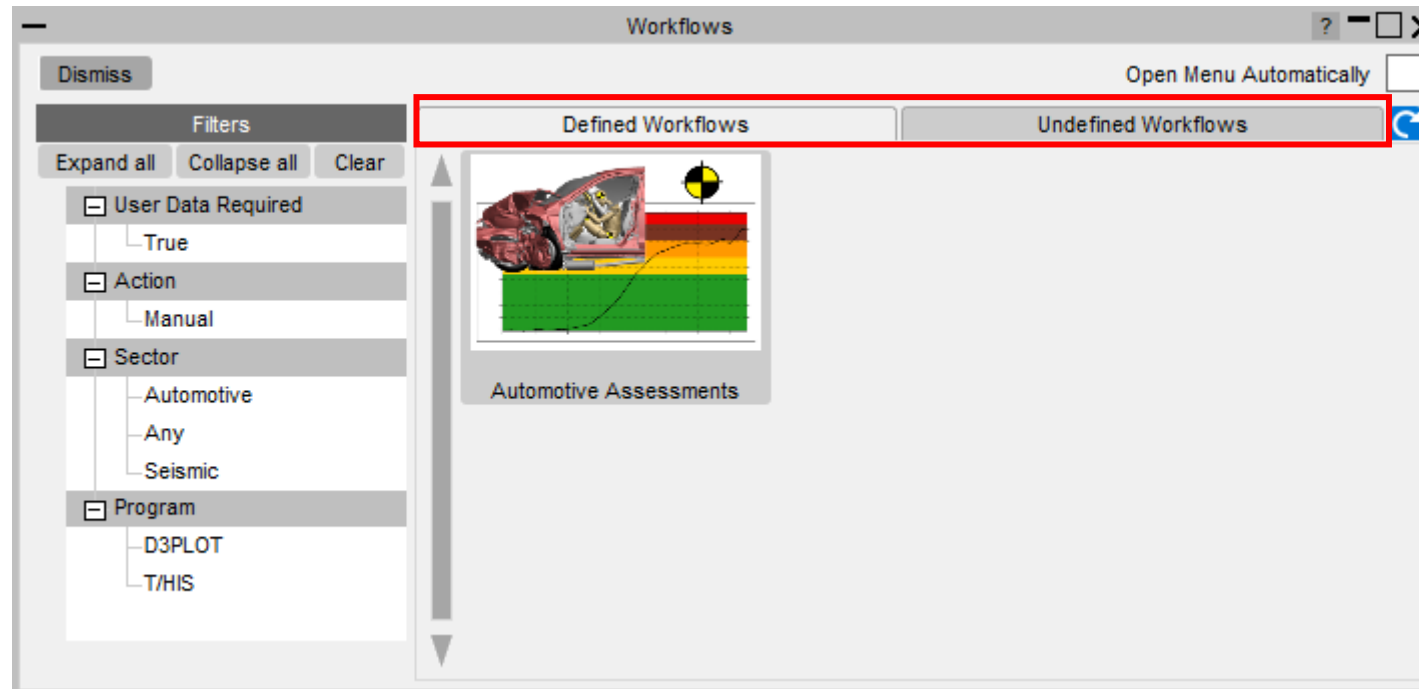 Workflows
?
Dismiss
Open Menu Automatically
Filters
Defined Workflows
Undefined Workflows
Expand all Collapse all Clear
User Data Required
True
Action
Manual
Sector
Automotive
Any
Seismic
Program
D3PLOT
T/HIS
Automotive Assessments